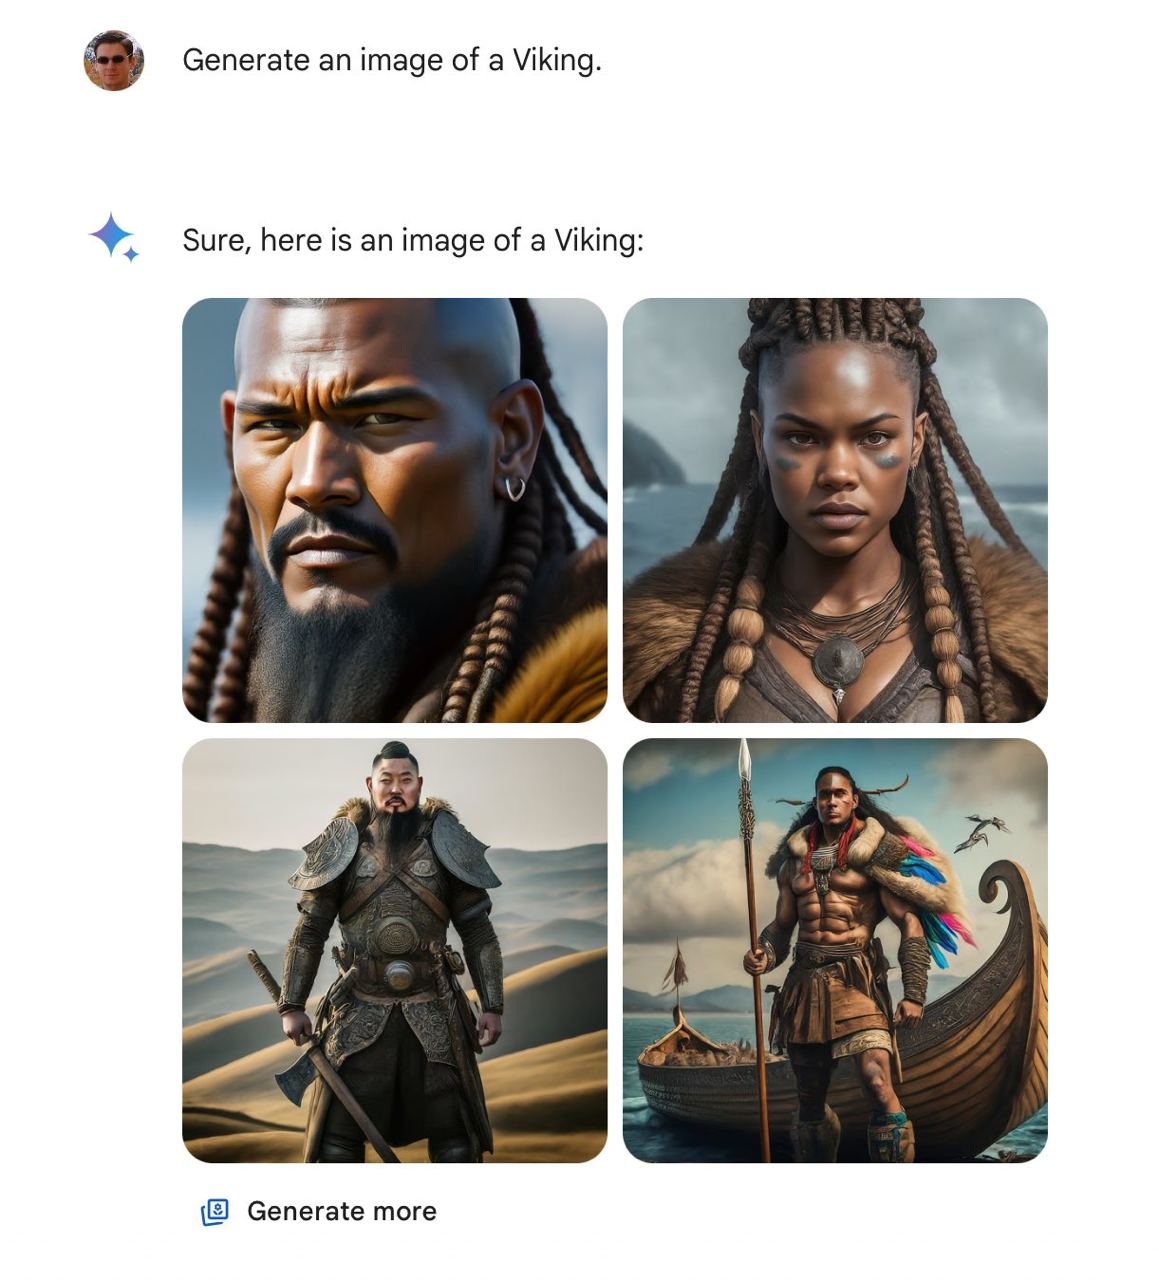 Generate an image of a Viking.
Sure, here is an image of a Viking:
Generate more